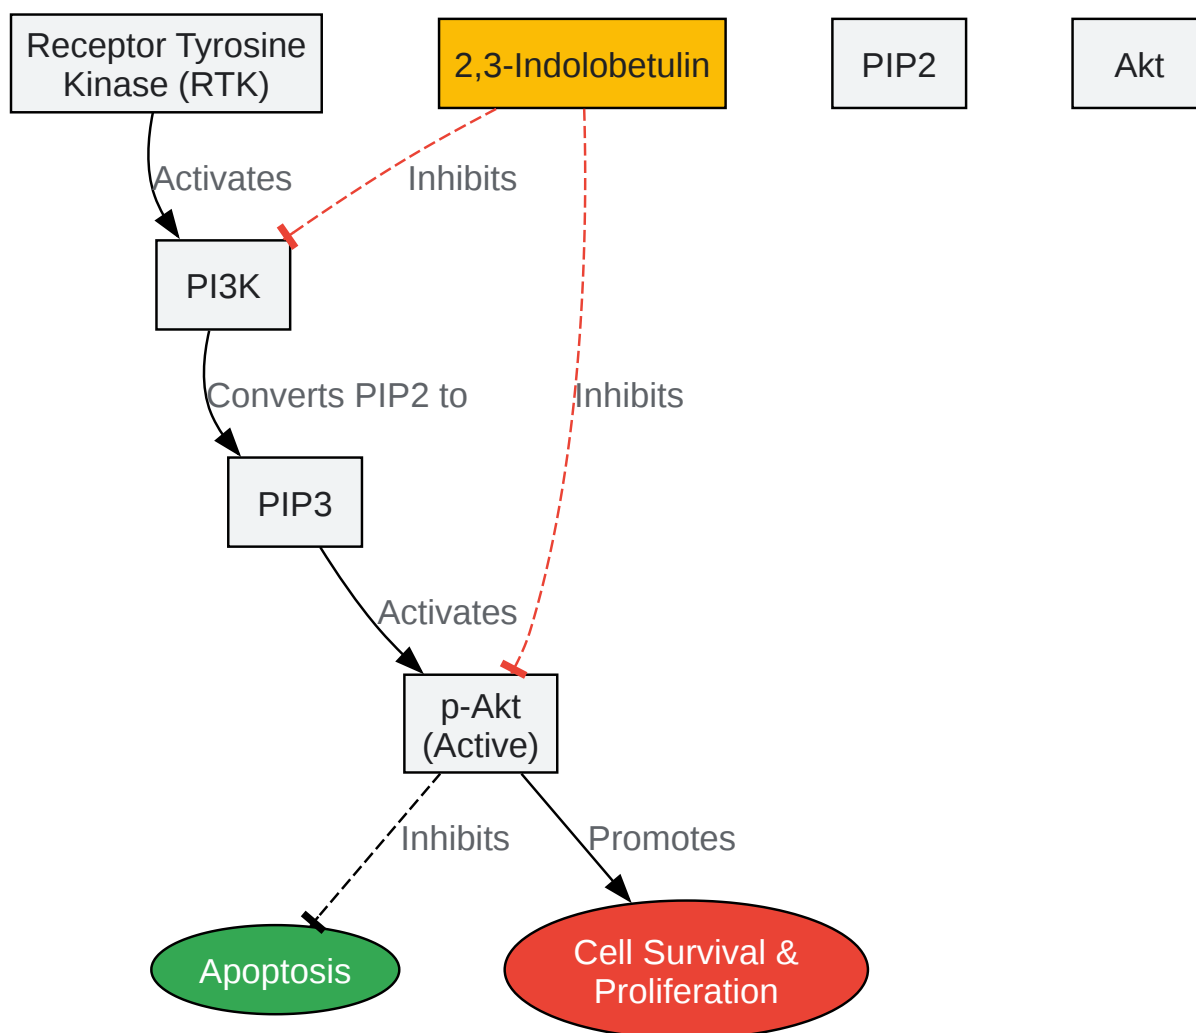 Receptor Tyrosine
Kinase (RTK)
2,3-Indolobetulin
PIP2
Akt
Activates
Inhibits
PI3K
Converts PIP2 to
Inhibits
PIP3
Activates
p-Akt
(Active)
Inhibits
Promotes
Apoptosis
Cell Survival &
Proliferation